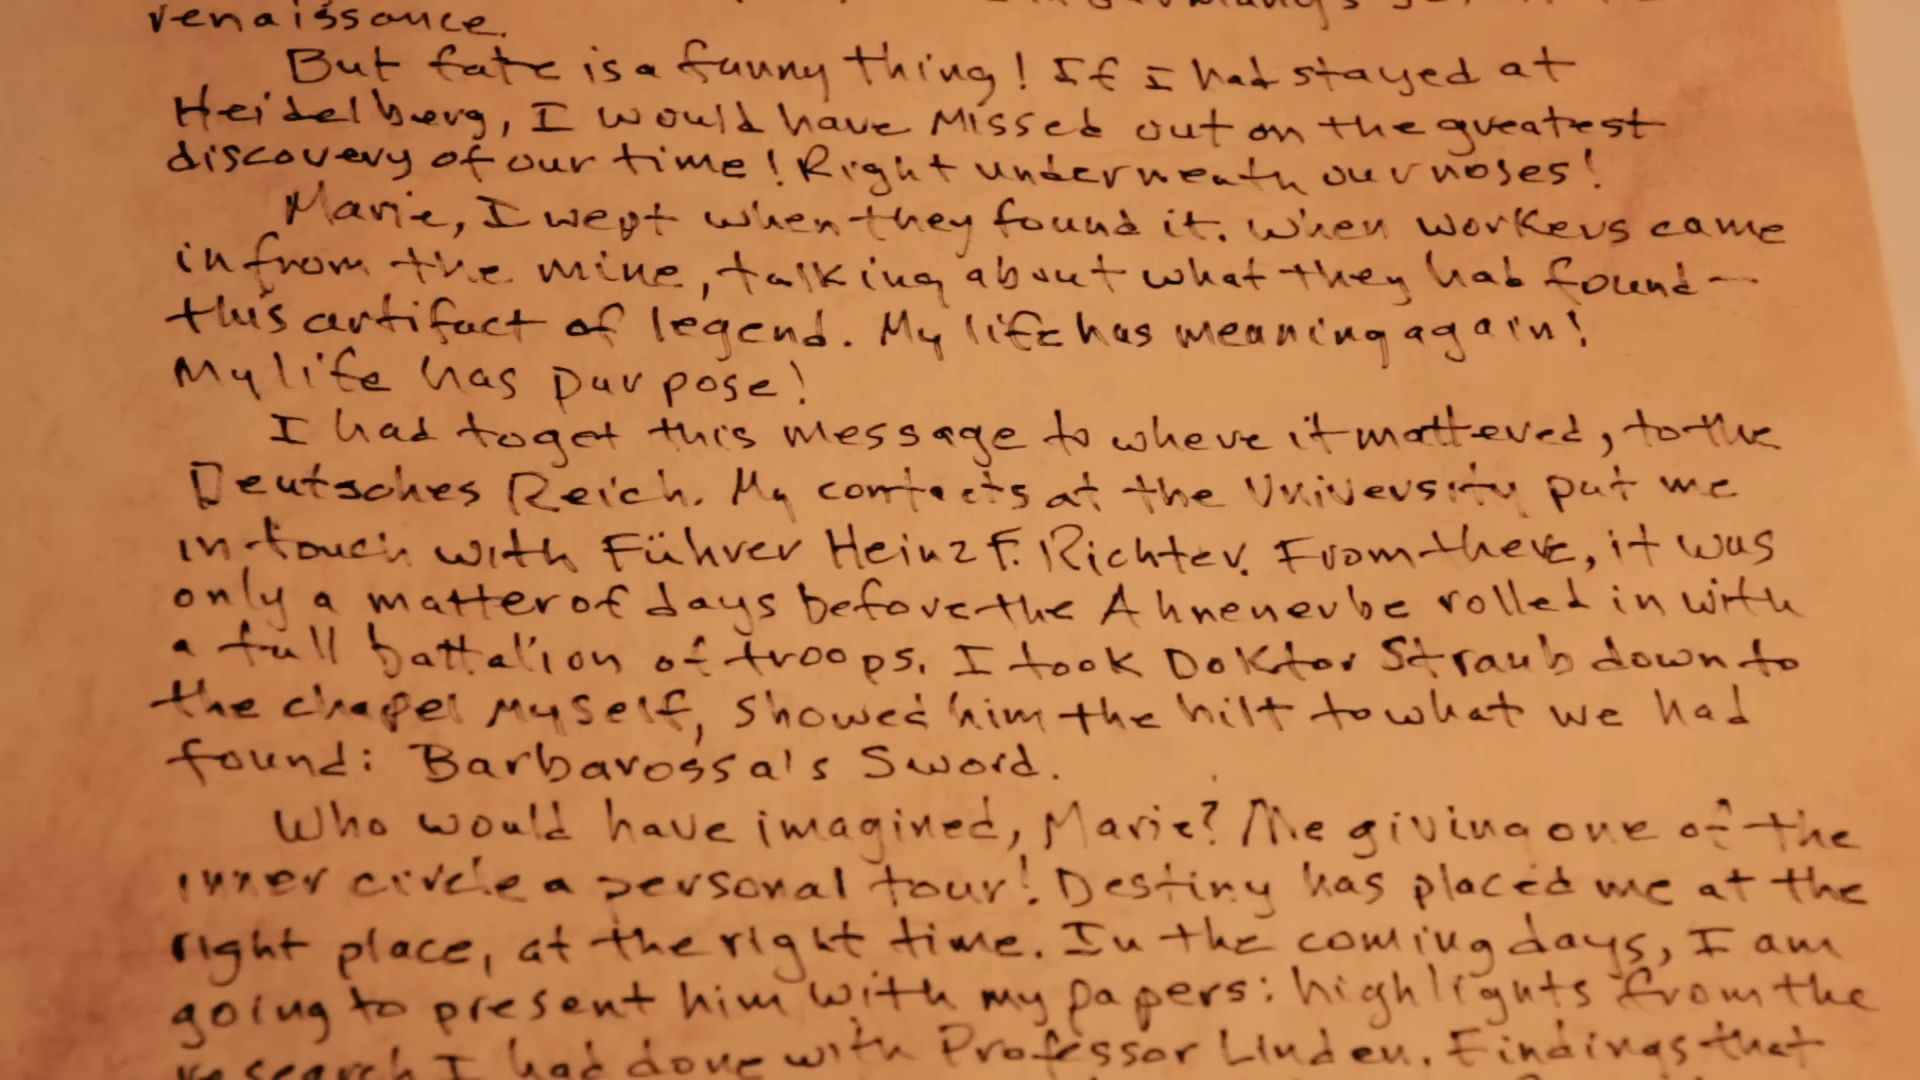 renaissance.
But fate is a funny thing! If I had stayed at
Heidelberg, I would have missed out on the greatest
discovery of our time! Right underneath our noses!
Marie, I wept when they found it. When workers came
in from the mine, talking about what they had found—
this artifact of legend. My life has meaning again!
My life has purpose!
I had to get this message to where it mattered, to the
Deutsches Reich. My contacts at the University put me
in touch with Führer Heinz F. Richter. From there, it was
only a matter of days before the Ahnenerbe rolled in with
a full battalion of troops. I took Doktor Straub down to
the chapel myself, showed him the hilt to what we had
found: Barbarossa's Sword.
Who would have imagined, Marie? Me giving one of the
inner circle a personal tour! Destiny has placed me at the
right place, at the right time. In the coming days, I am
going to present him with my papers: highlights from the
research I had done with Professor Linden. Findings that